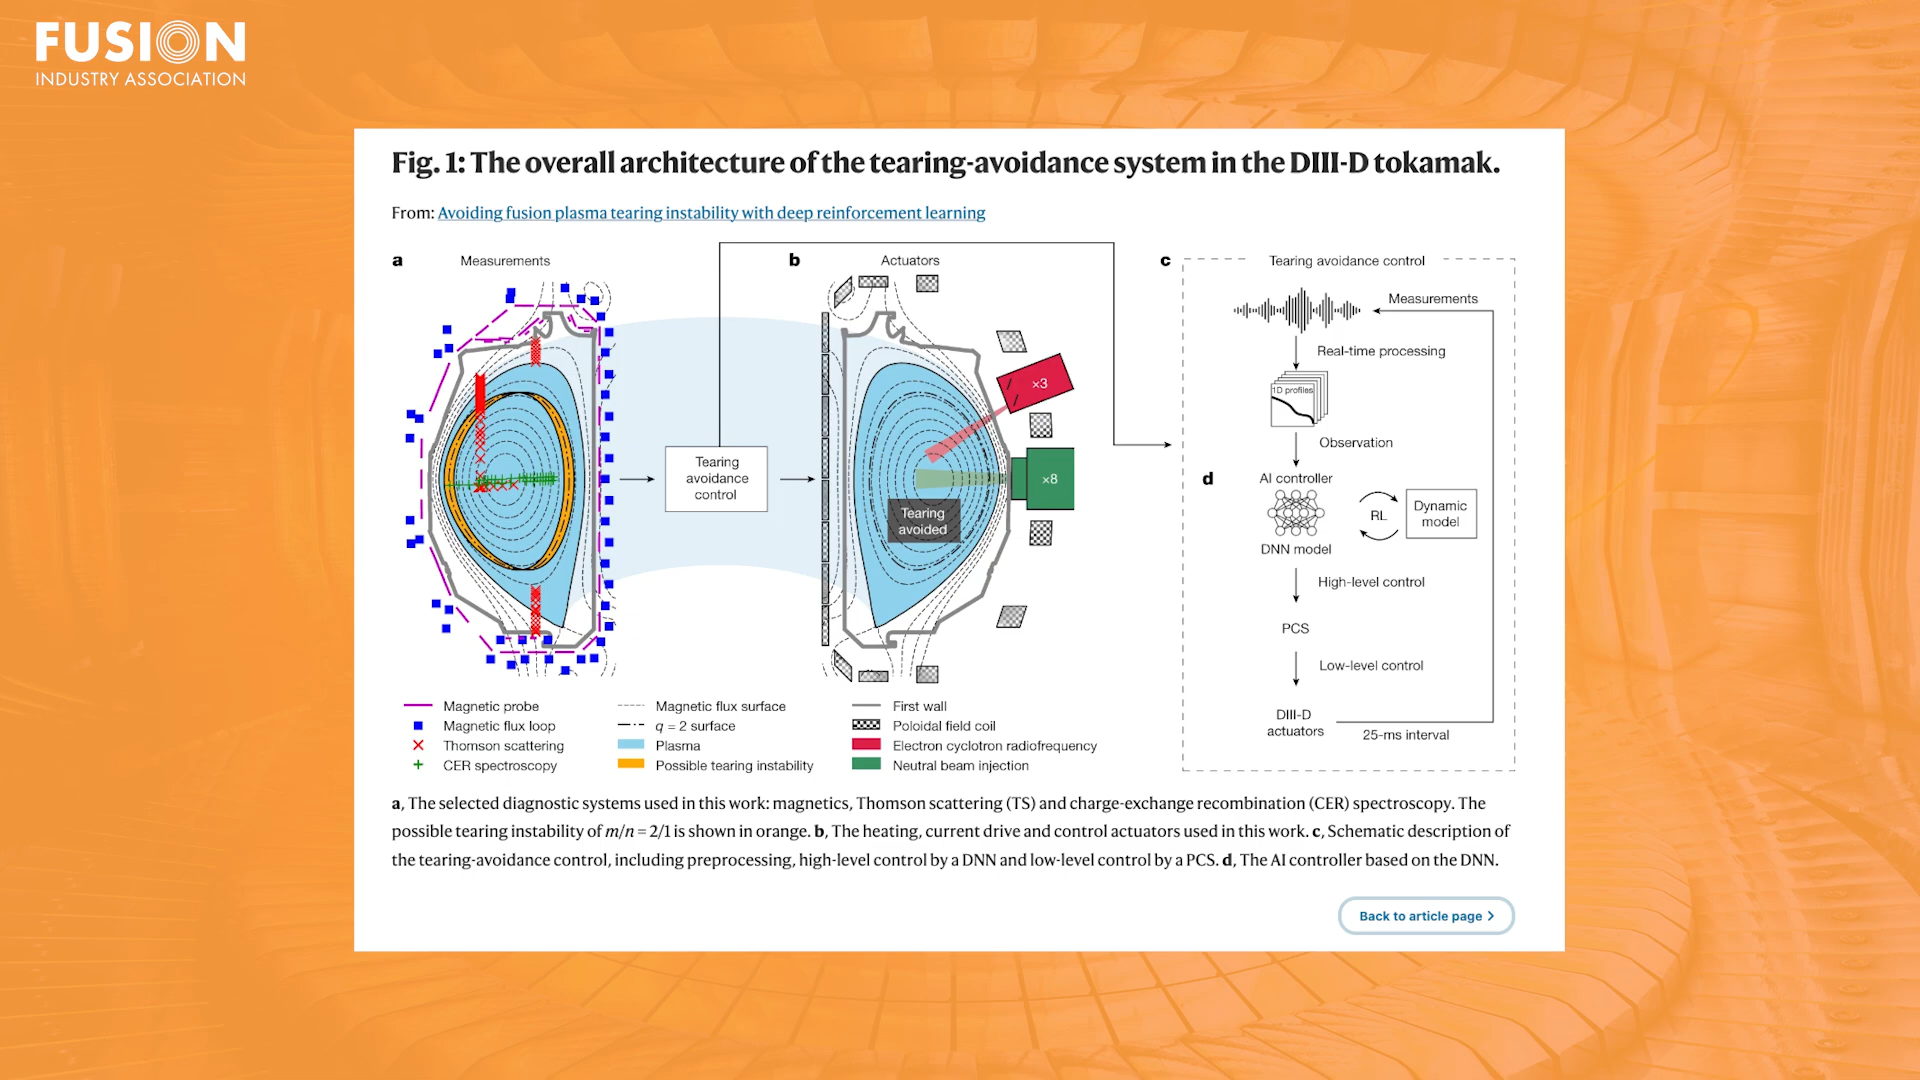 FUSION
INDUSTRY ASSOCIATION
Fig. 1: The overall architecture of the tearing-avoidance system in the DIII-D tokamak.
From: Avoiding fusion plasma tearing instability with deep reinforcement learning
a
Measurements
b
Actuators
c
Tearing avoidance control
Measurements
Real-time processing
1D profiles
Observation
×3
×8
Tearing
avoidance
control
Tearing
avoided
d
AI controller
RL
Dynamic
model
DNN model
High-level control
PCS
Low-level control
DIII-D
actuators
25-ms interval
Magnetic probe
Magnetic flux loop
Thomson scattering
CER spectroscopy
Magnetic flux surface
q = 2 surface
Plasma
Possible tearing instability
First wall
Poloidal field coil
Electron cyclotron radiofrequency
Neutral beam injection
a, The selected diagnostic systems used in this work: magnetics, Thomson scattering (TS) and charge-exchange recombination (CER) spectroscopy. The
possible tearing instability of m/n = 2/1 is shown in orange. b, The heating, current drive and control actuators used in this work. c, Schematic description of
the tearing-avoidance control, including preprocessing, high-level control by a DNN and low-level control by a PCS. d, The AI controller based on the DNN.
Back to article page >